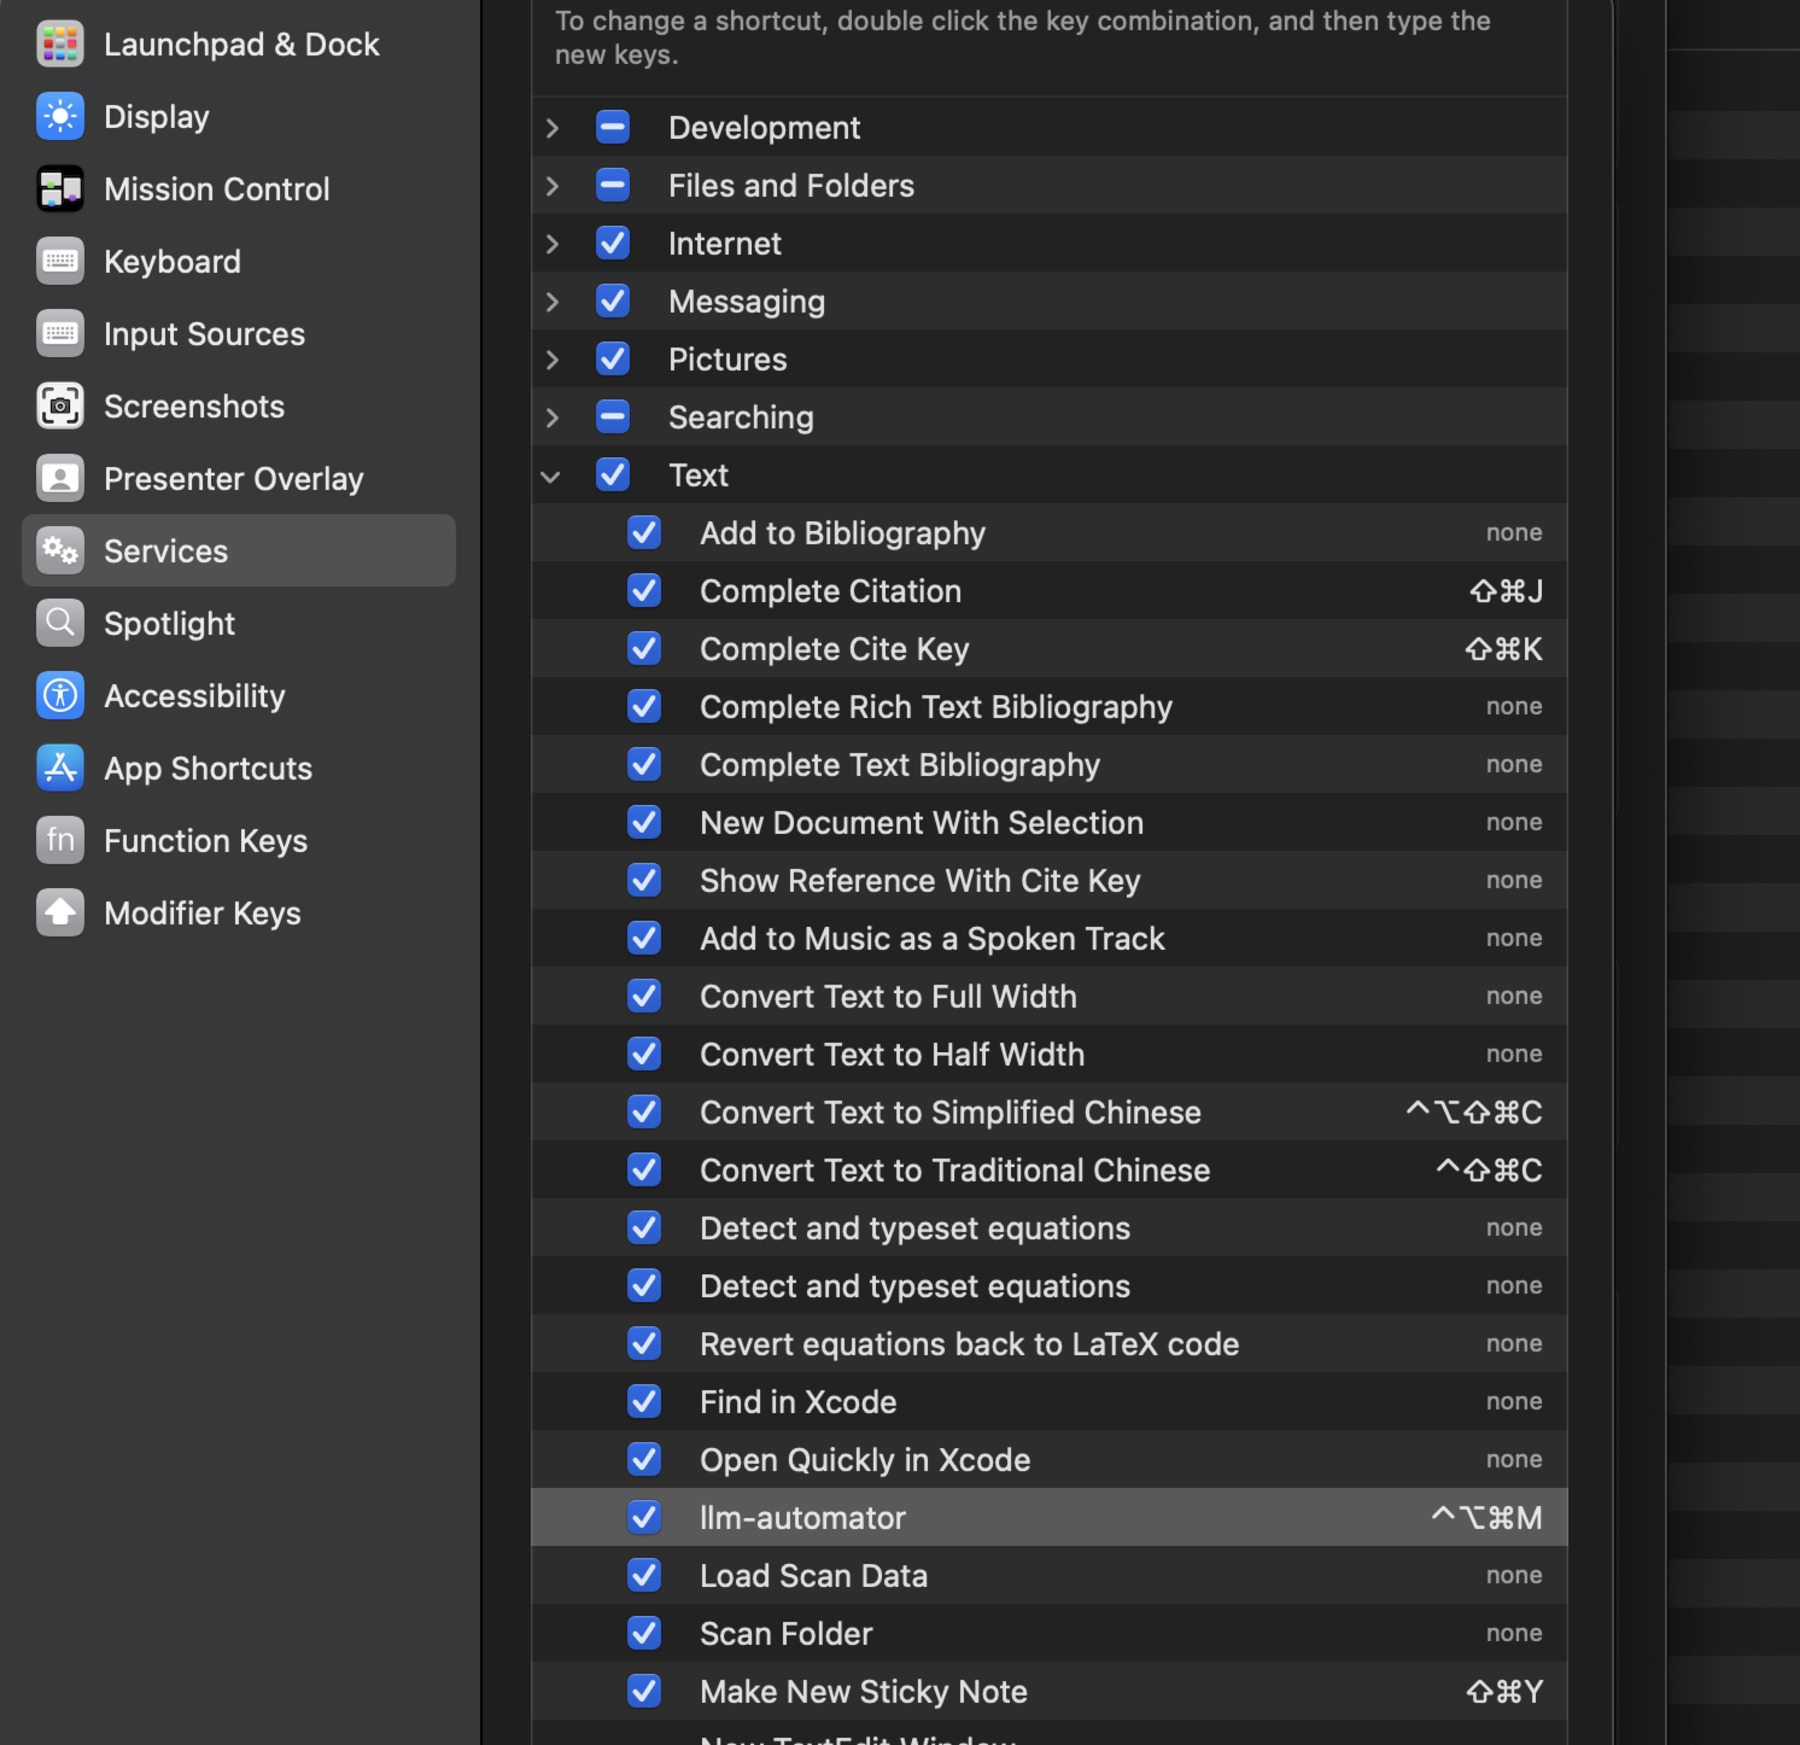 Launchpad & Dock
Display
Mission Control
Keyboard
Input Sources
Screenshots
Presenter Overlay
Services
Spotlight
Accessibility
App Shortcuts
fn Function Keys
Modifier Keys
To change a shortcut, double click the key combination, and then type the
new keys.
Development
Files and Folders
Internet
Messaging
Pictures
Searching
Text
Add to Bibliography none
Complete Citation ⇧⌘J
Complete Cite Key ⇧⌘K
Complete Rich Text Bibliography none
Complete Text Bibliography none
New Document With Selection none
Show Reference With Cite Key none
Add to Music as a Spoken Track none
Convert Text to Full Width none
Convert Text to Half Width none
Convert Text to Simplified Chinese ^⌥⇧⌘C
Convert Text to Traditional Chinese ^⇧⌘C
Detect and typeset equations none
Detect and typeset equations none
Revert equations back to LaTeX code none
Find in Xcode none
Open Quickly in Xcode none
llm-automator ^⌥⌘M
Load Scan Data none
Scan Folder none
Make New Sticky Note ⇧⌘Y
New TextEdit Window